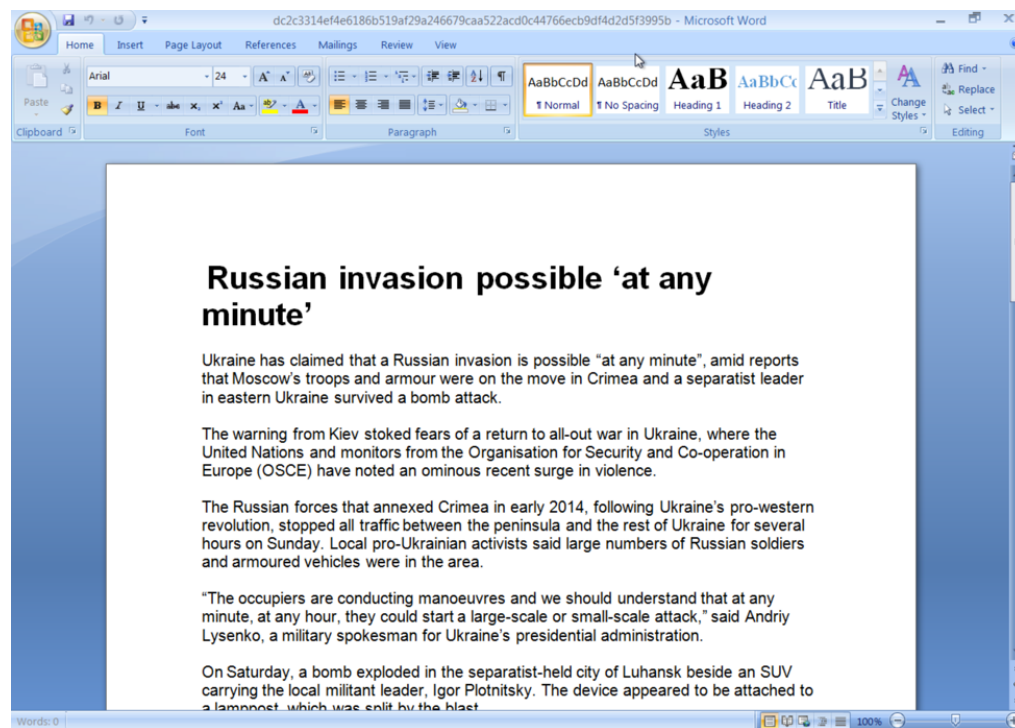 dc2c3314ef4e6186b519af29a246679caa522acd0c44766ecb9df4d2d5f3995b - Microsoft Word
Home Insert Page Layout References Mailings Review View
Arial 24
Paste
Clipboard Font Paragraph Styles Editing
AaBbCcDd AaBbCcDd AaB AaBbCc AaB
¶ Normal ¶ No Spacing Heading 1 Heading 2 Title
Change Styles
Find
Replace
Select
Russian invasion possible ‘at any
minute’
Ukraine has claimed that a Russian invasion is possible “at any minute”, amid reports
that Moscow’s troops and armour were on the move in Crimea and a separatist leader
in eastern Ukraine survived a bomb attack.
The warning from Kiev stoked fears of a return to all-out war in Ukraine, where the
United Nations and monitors from the Organisation for Security and Co-operation in
Europe (OSCE) have noted an ominous recent surge in violence.
The Russian forces that annexed Crimea in early 2014, following Ukraine’s pro-western
revolution, stopped all traffic between the peninsula and the rest of Ukraine for several
hours on Sunday. Local pro-Ukrainian activists said large numbers of Russian soldiers
and armoured vehicles were in the area.
“The occupiers are conducting manoeuvres and we should understand that at any
minute, at any hour, they could start a large-scale or small-scale attack,” said Andriy
Lysenko, a military spokesman for Ukraine’s presidential administration.
On Saturday, a bomb exploded in the separatist-held city of Luhansk beside an SUV
carrying the local militant leader, Igor Plotnitsky. The device appeared to be attached to
a lamppost, which was split by the blast.
Words: 0 100%